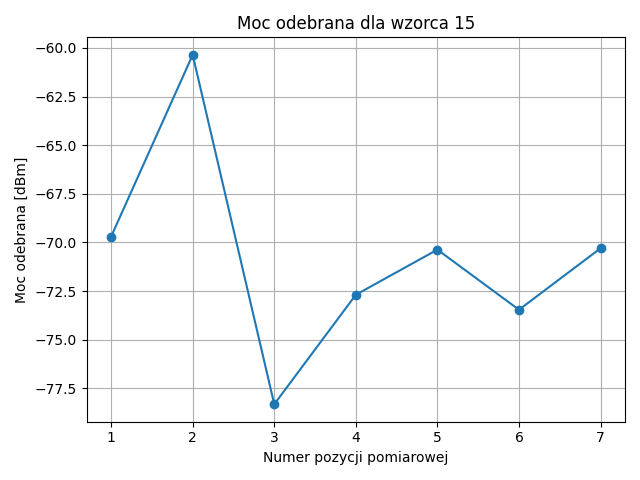 Moc odebrana dla wzorca 15
−60.0
−62.5
−65.0
−67.5
−70.0
−72.5
−75.0
−77.5
Moc odebrana [dBm]
1 2 3 4 5 6 7
Numer pozycji pomiarowej